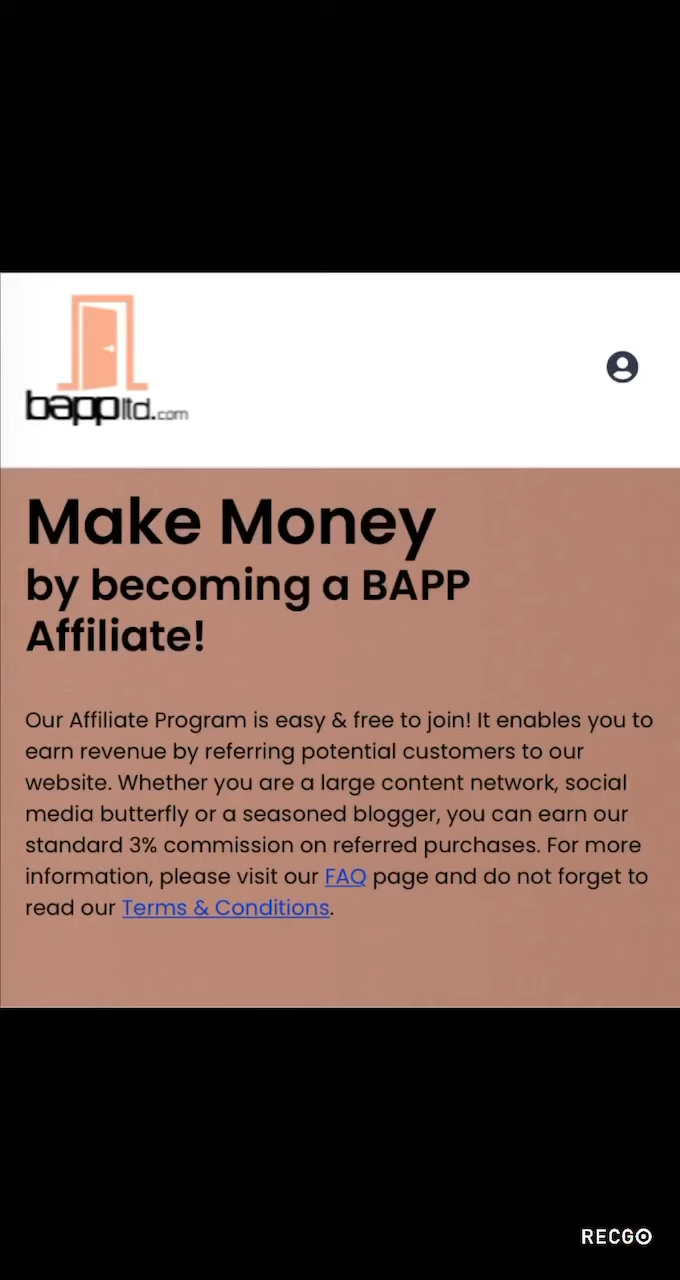 bappltd.com
Make Money
by becoming a BAPP
Affiliate!
Our Affiliate Program is easy & free to join! It enables you to
earn revenue by referring potential customers to our
website. Whether you are a large content network, social
media butterfly or a seasoned blogger, you can earn our
standard 3% commission on referred purchases. For more
information, please visit our FAQ page and do not forget to
read our Terms & Conditions.
RECGO